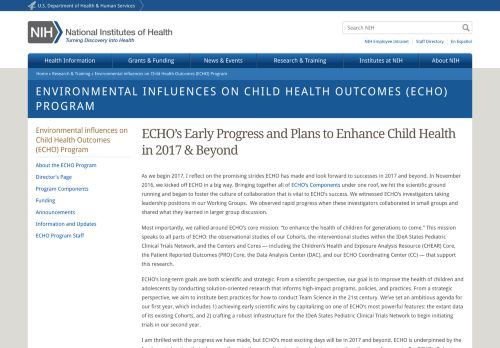 U.S. Department of Health & Human Services
NIH
National Institutes of Health
Turning Discovery Into Health
Search NIH
NIH Employee Intranet | Staff Directory | En Español
Health Information
Grants & Funding
News & Events
Research & Training
Institutes at NIH
About NIH
Home » Research & Training » Environmental influences on Child Health Outcomes (ECHO) Program
ENVIRONMENTAL INFLUENCES ON CHILD HEALTH OUTCOMES (ECHO)
PROGRAM
Environmental influences on
Child Health Outcomes
(ECHO) Program
About the ECHO Program
Director's Page
Program Components
Funding
Announcements
Information and Updates
ECHO Program Staff
ECHO's Early Progress and Plans to Enhance Child Health
in 2017 & Beyond
As we begin 2017, I reflect on the promising strides ECHO has made and look forward to successes in 2017 and beyond. In November
2016, we kicked off ECHO in a big way. Bringing together all of ECHO's Components under one roof, we hit the scientific ground
running and began to foster the culture of collaboration that is vital to ECHO's success. We witnessed ECHO's investigators taking
leadership positions in our Working Groups. We observed rapid progress when these investigators collaborated in small groups and
shared what they learned in larger group discussion.
Most importantly, we rallied around ECHO's core mission: "to enhance the health of children for generations to come." This mission
speaks to all parts of ECHO: the observational studies of our Cohorts, the interventional studies within the IDeA States Pediatric
Clinical Trials Network, and the Centers and Cores — including the Children's Health and Exposure Analysis Resource (CHEAR) Core,
the Patient Reported Outcomes (PRO) Core, the Data Analysis Center (DAC), and our ECHO Coordinating Center (CC) — that support
this research.
ECHO's long-term goals are both scientific and strategic. From a scientific perspective, our goal is to improve the health of children and
adolescents by conducting solution-oriented research that informs high-impact programs, policies, and practices. From a strategic
perspective, we aim to institute best practices for how to conduct Team Science in the 21st century. We've set an ambitious agenda for
our first year, which includes 1) achieving early scientific wins by capitalizing on one of ECHO's most powerful features: the extant data
of its existing Cohorts, and 2) crafting a robust infrastructure for the IDeA States Pediatric Clinical Trials Network to begin initiating
trials in our second year.
I am thrilled with the progress we have made, but ECHO's most exciting days will be in 2017 and beyond. ECHO is underpinned by the